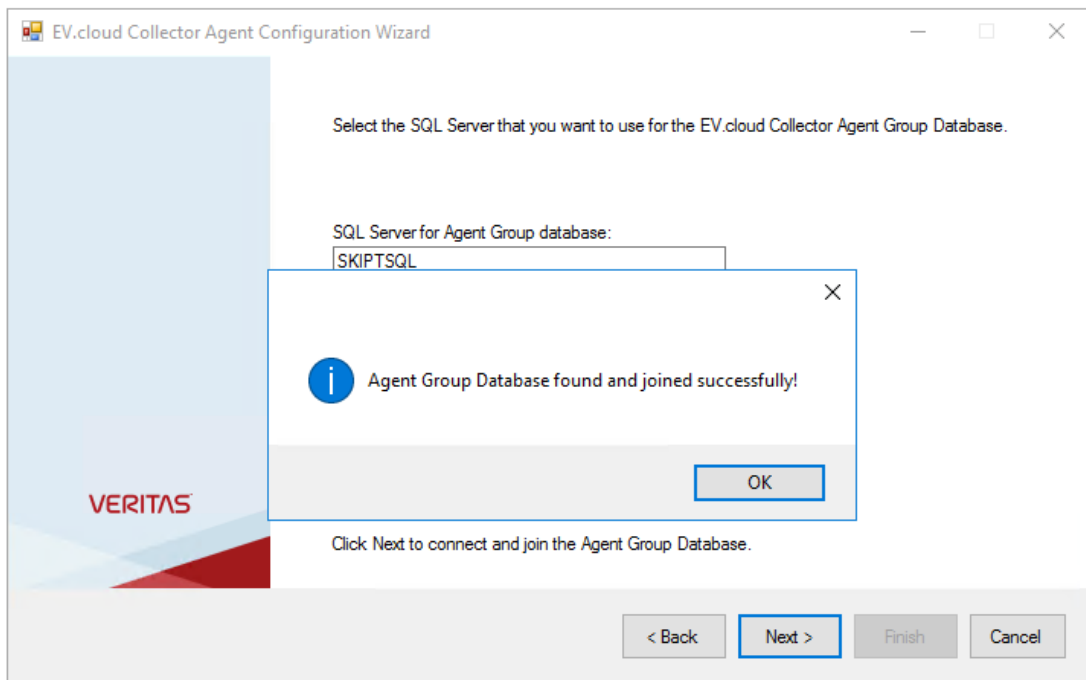 EV.cloud Collector Agent Configuration Wizard
Select the SQL Server that you want to use for the EV.cloud Collector Agent Group Database.
SQL Server for Agent Group database:
SKIPTSQL
Agent Group Database found and joined successfully!
OK
VERITAS
Click Next to connect and join the Agent Group Database.
< Back Next > Finish Cancel